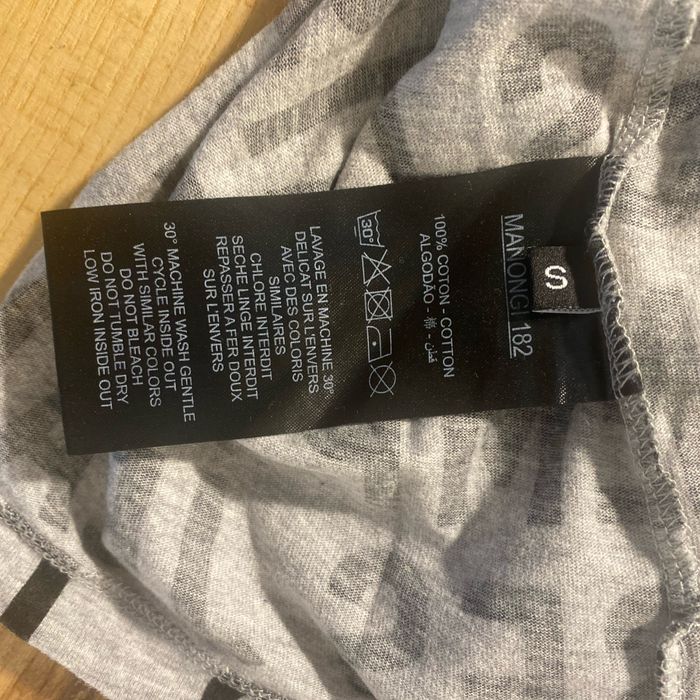 MANONGI 182
S
100% COTON - COTTON
ALGODÃO - 棉 - قطن
30°
LAVAGE EN MACHINE 30°
DELICAT SUR L'ENVERS
AVEC DES COLORIS
SIMILAIRES
CHLORE INTERDIT
SECHE LINGE INTERDIT
REPASSER A FER DOUX
SUR L'ENVERS
30° MACHINE WASH GENTLE
CYCLE INSIDE OUT
WITH SIMILAR COLORS
DO NOT BLEACH
DO NOT TUMBLE DRY
LOW IRON INSIDE OUT